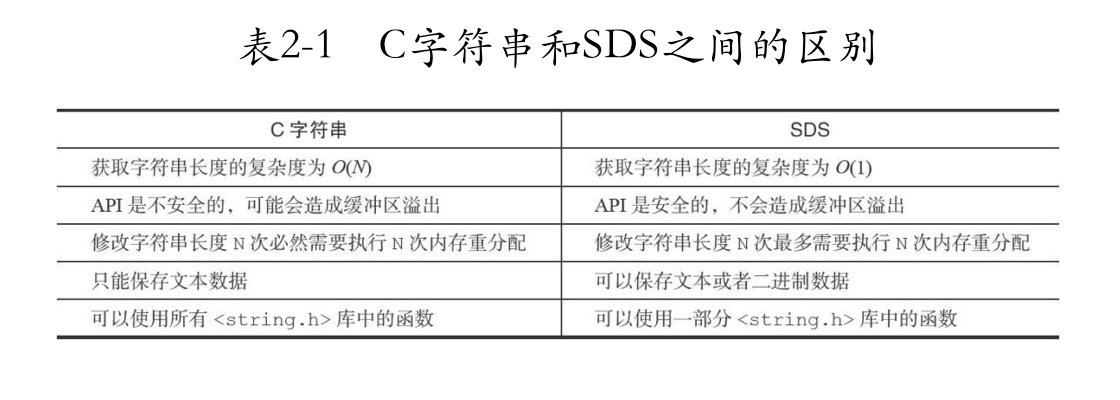 表2-1 C字符串和SDS之间的区别
C 字符串 SDS
获取字符串长度的复杂度为 O(N) 获取字符串长度的复杂度为 O(1)
API 是不安全的，可能会造成缓冲区溢出 API 是安全的，不会造成缓冲区溢出
修改字符串长度 N 次必然需要执行 N 次内存重分配 修改字符串长度 N 次最多需要执行 N 次内存重分配
只能保存文本数据 可以保存文本或者二进制数据
可以使用所有 <string.h> 库中的函数 可以使用一部分 <string.h> 库中的函数